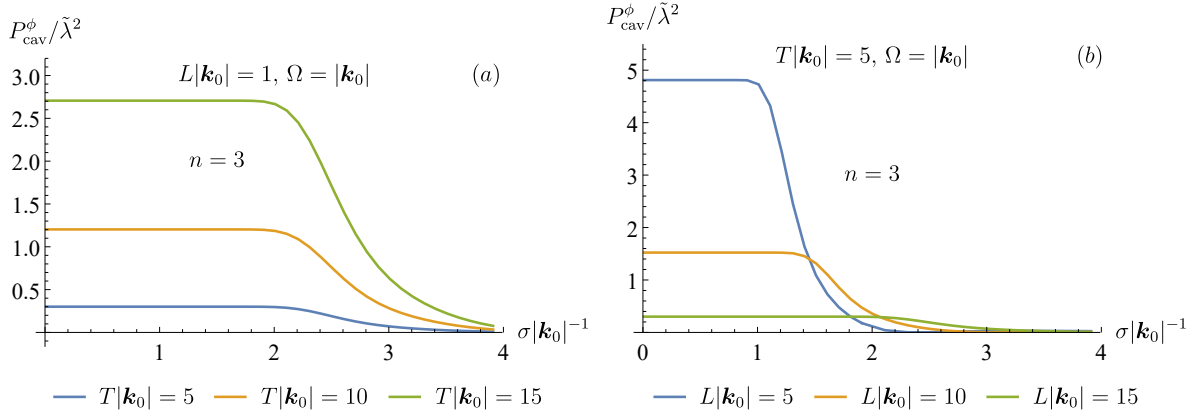 P^ϕ_cav/λ̃²
L|k₀| = 1, Ω = |k₀|
(a)
n = 3
3.0
2.5
2.0
1.5
1.0
0.5
1
2
3
4
σ|k₀|⁻¹
T|k₀| = 5
T|k₀| = 10
T|k₀| = 15
P^ϕ_cav/λ̃²
T|k₀| = 5, Ω = |k₀|
(b)
n = 3
5
4
3
2
1
0
1
2
3
4
σ|k₀|⁻¹
L|k₀| = 5
L|k₀| = 10
L|k₀| = 15